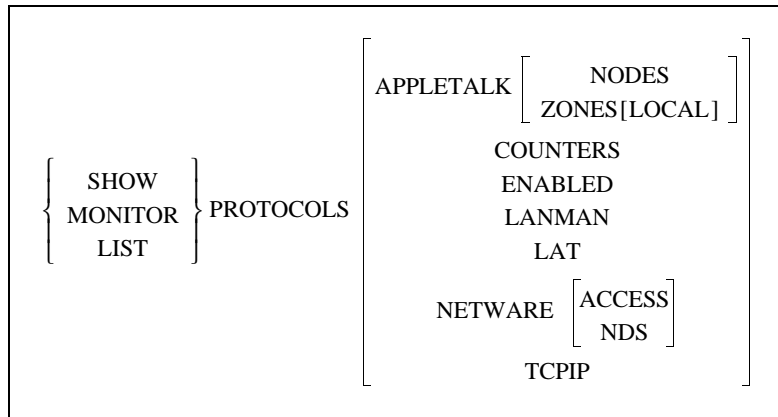 APPLETALK [ NODES
ZONES[LOCAL] ]
COUNTERS
{ SHOW
MONITOR
LIST } PROTOCOLS
ENABLED
LANMAN
LAT
NETWARE [ ACCESS
NDS ]
TCPIP